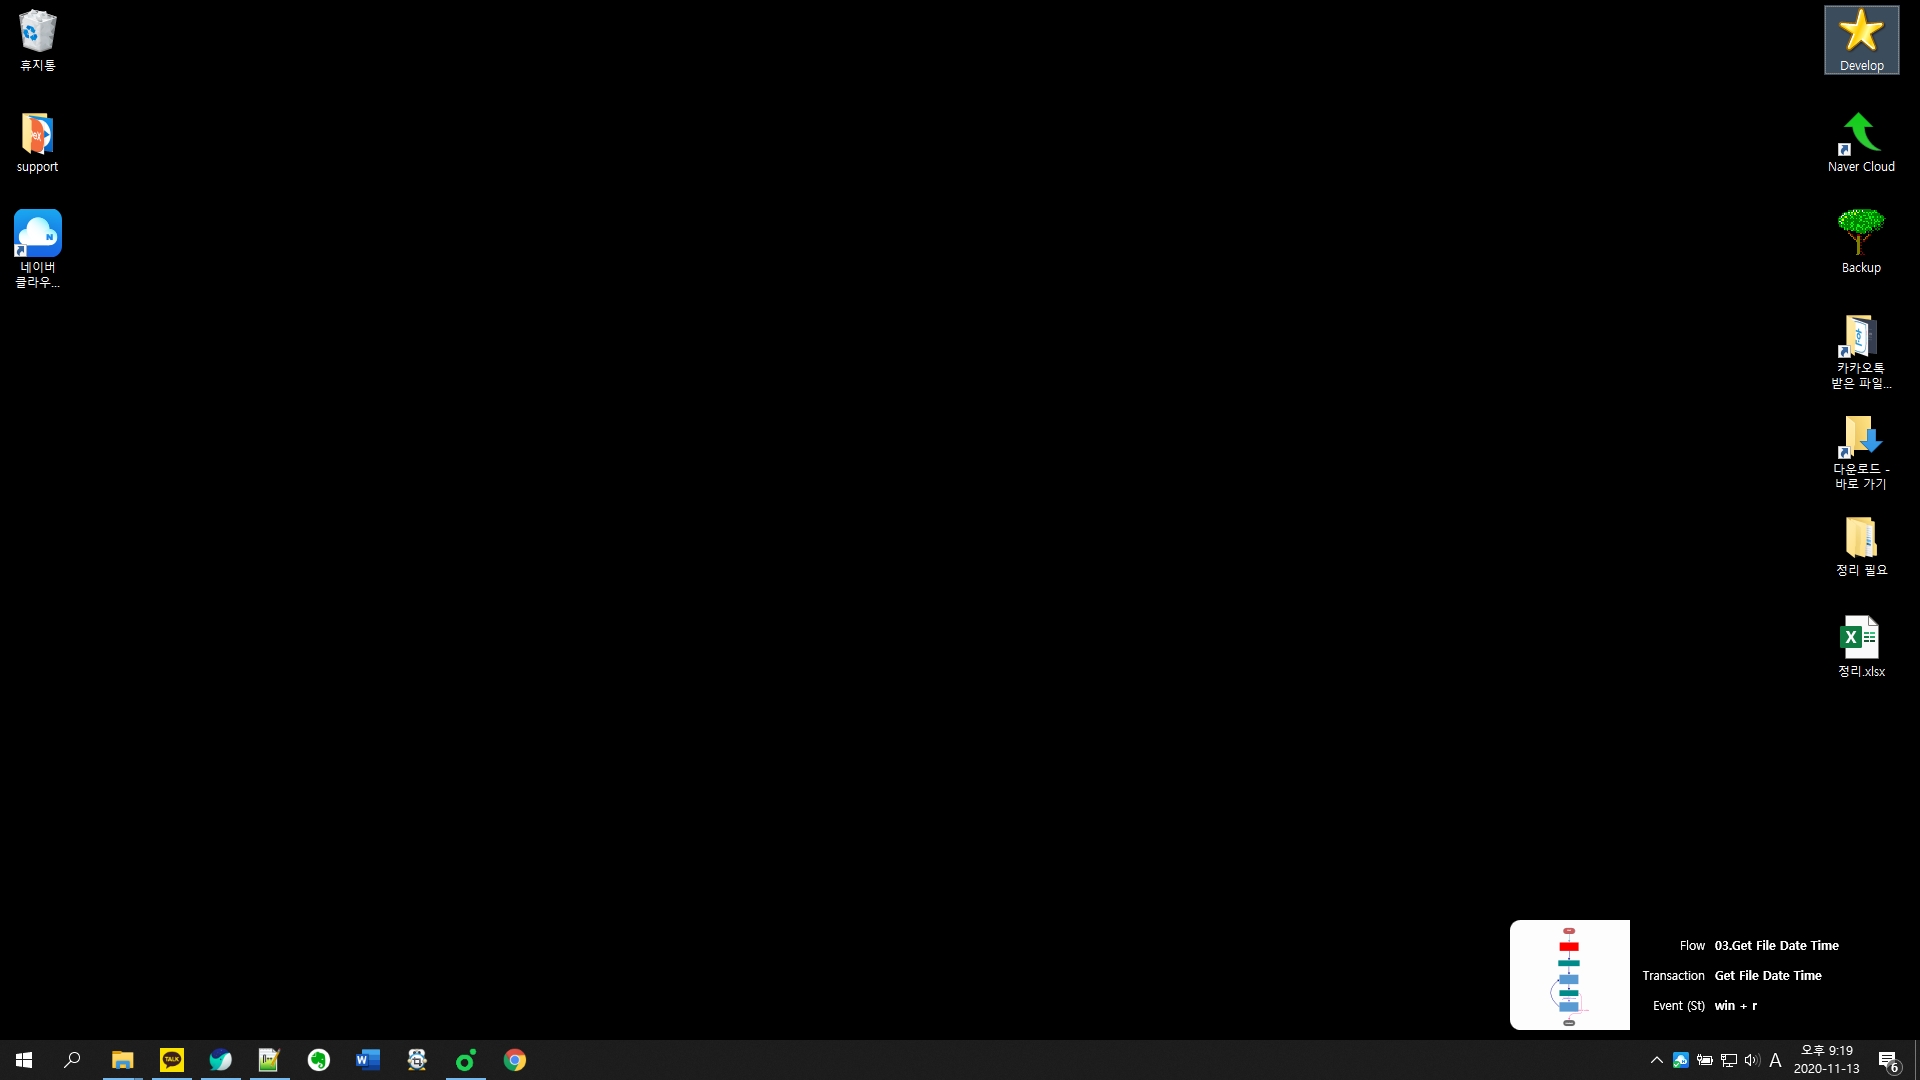 휴지통
support
네이버
클라우...
Develop
Naver Cloud
Backup
카카오톡
받은 파일...
다운로드 -
바로 가기
정리 필요
정리.xlsx
Flow 03.Get File Date Time
Transaction Get File Date Time
Event (St) win + r
TALK
A
오후 9:19
2020-11-13
6